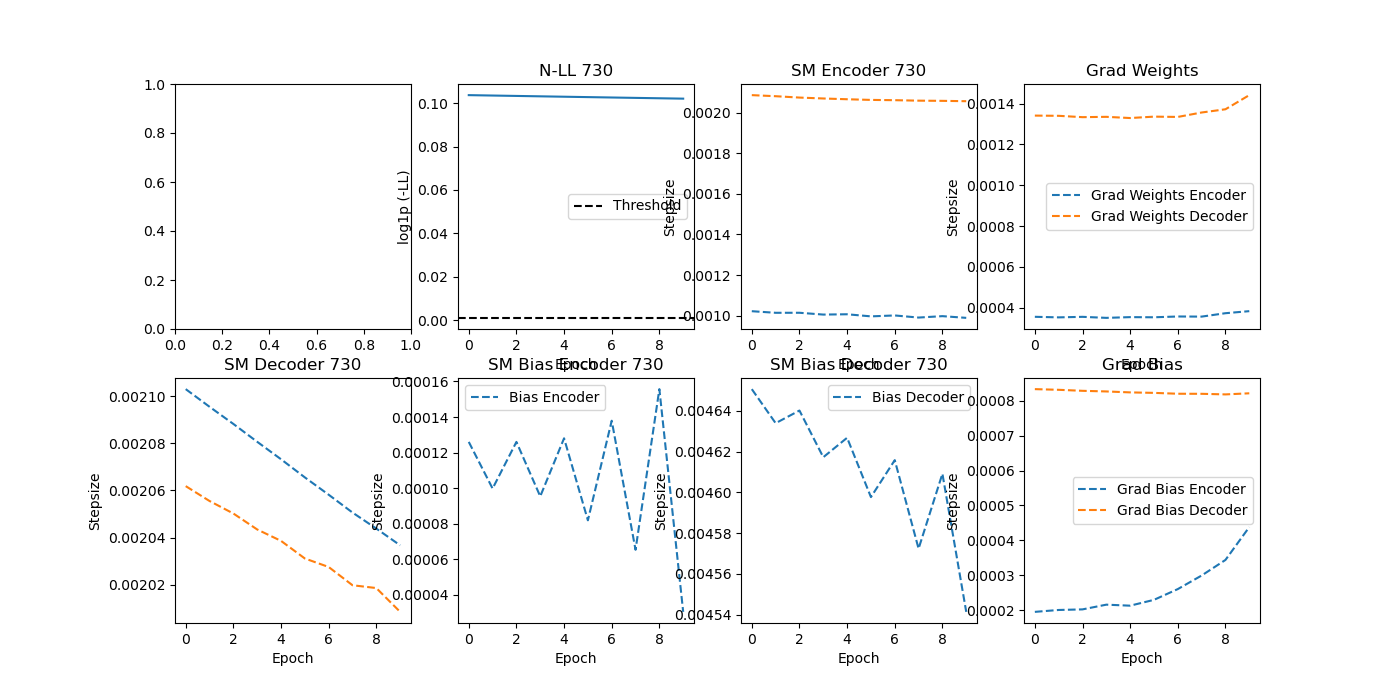 N-LL 730
SM Encoder 730
Grad Weights
1.0
0.8
0.6
0.4
0.2
0.0
0.0 0.2 0.4 0.6 0.8 1.0
log1p (-LL)
0.10
0.08
0.06
0.04
0.02
0.00
Threshold
0 2 4 6 8
Epoch
Stepsize
0.0020
0.0018
0.0016
0.0014
0.0012
0.0010
0 2 4 6 8
Epoch
Stepsize
0.0014
0.0012
0.0010
0.0008
0.0006
0.0004
Grad Weights Encoder
Grad Weights Decoder
0 2 4 6 8
Epoch
SM Decoder 730
SM Bias Encoder 730
SM Bias Decoder 730
Grad Bias
Stepsize
0.00210
0.00208
0.00206
0.00204
0.00202
0 2 4 6 8
Epoch
Stepsize
0.00016
0.00014
0.00012
0.00010
0.00008
0.00006
0.00004
Bias Encoder
0 2 4 6 8
Epoch
Stepsize
0.00464
0.00462
0.00460
0.00458
0.00456
0.00454
Bias Decoder
0 2 4 6 8
Epoch
Stepsize
0.0008
0.0007
0.0006
0.0005
0.0004
0.0003
0.0002
Grad Bias Encoder
Grad Bias Decoder
0 2 4 6 8
Epoch